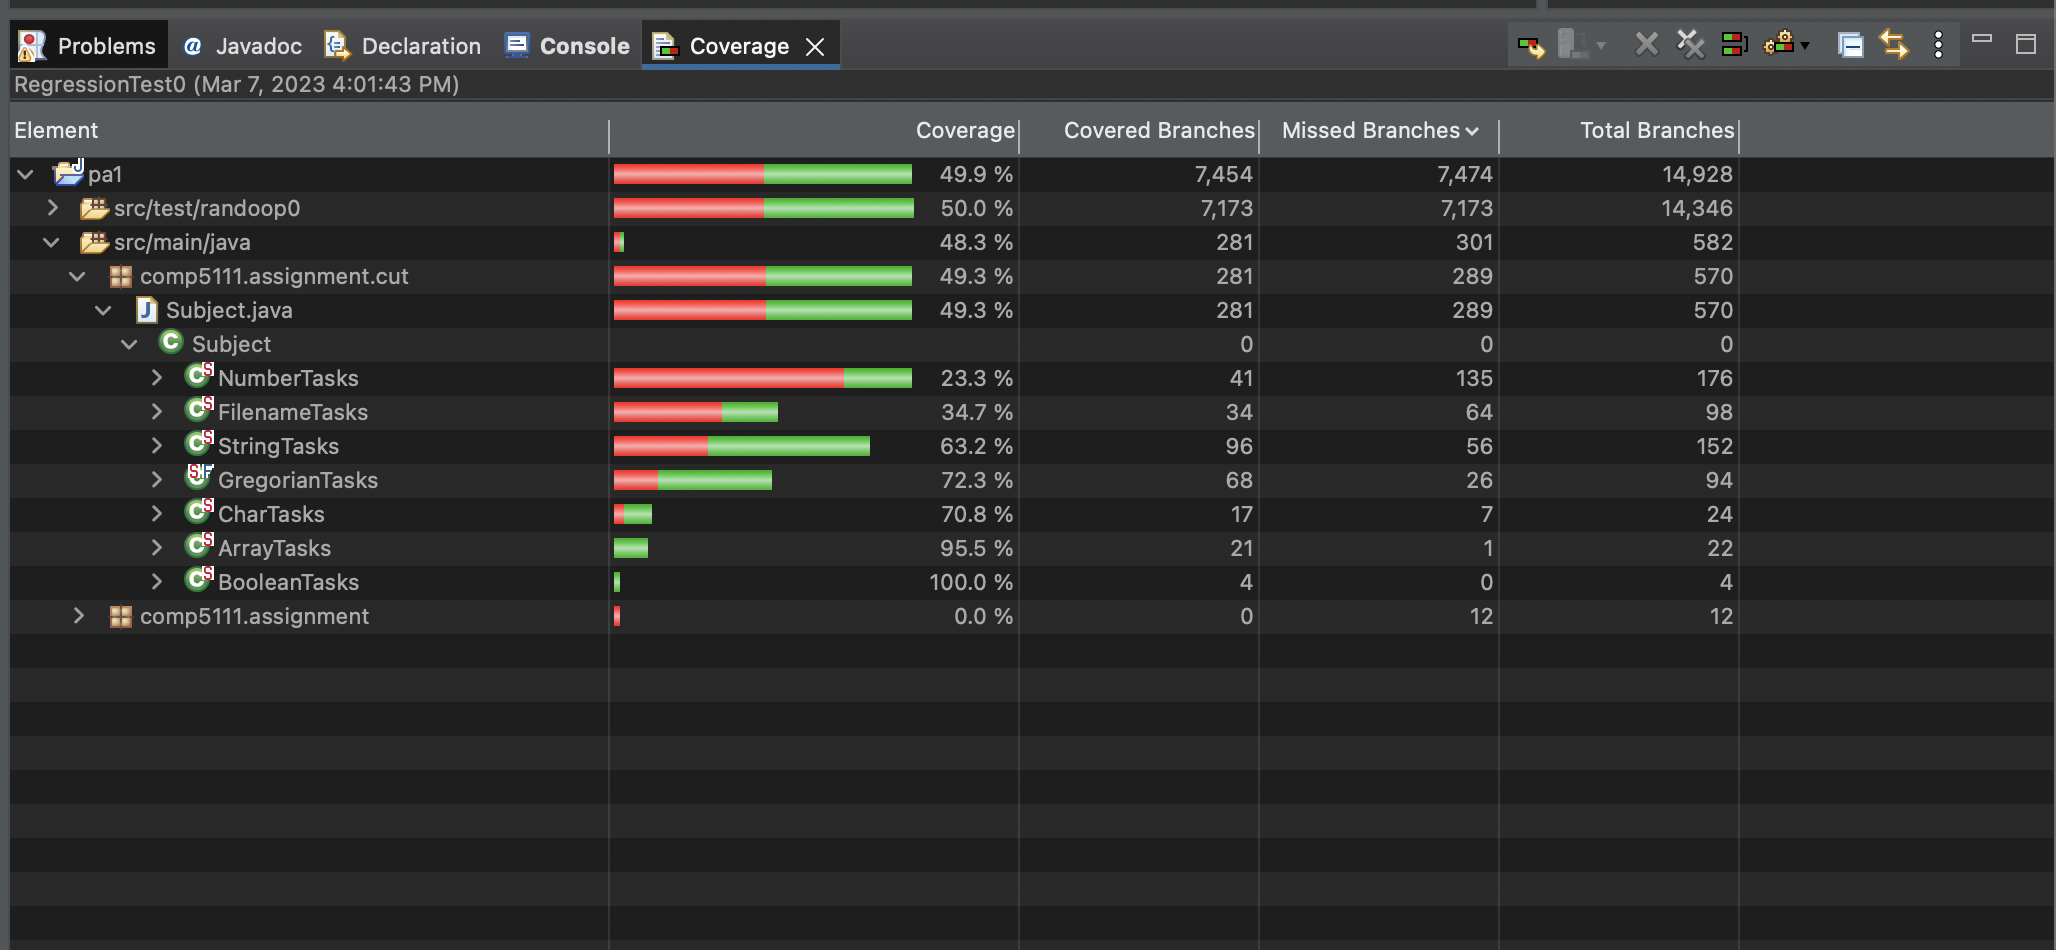 Problems Javadoc Declaration Console Coverage
RegressionTest0 (Mar 7, 2023 4:01:43 PM)
Element Coverage Covered Branches Missed Branches Total Branches
pa1 49.9 % 7,454 7,474 14,928
src/test/randoop0 50.0 % 7,173 7,173 14,346
src/main/java 48.3 % 281 301 582
comp5111.assignment.cut 49.3 % 281 289 570
Subject.java 49.3 % 281 289 570
Subject 0 0 0
NumberTasks 23.3 % 41 135 176
FilenameTasks 34.7 % 34 64 98
StringTasks 63.2 % 96 56 152
GregorianTasks 72.3 % 68 26 94
CharTasks 70.8 % 17 7 24
ArrayTasks 95.5 % 21 1 22
BooleanTasks 100.0 % 4 0 4
comp5111.assignment 0.0 % 0 12 12